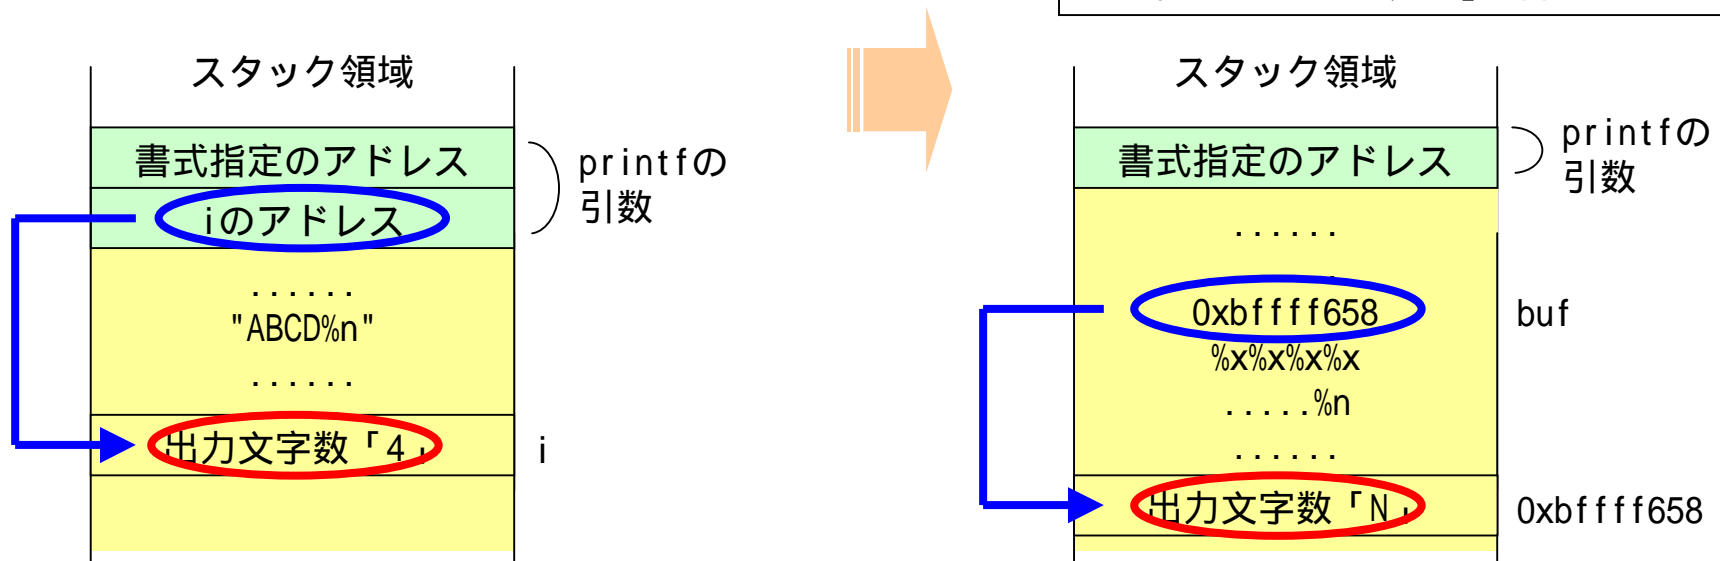 スタック領域
書式指定のアドレス
iのアドレス
printfの
引数
......
"ABCD%n"
......
出力文字数「4」
i
スタック領域
書式指定のアドレス
printfの
引数
......
0xbffff658
buf
%x%x%x%x
.....%n
......
出力文字数「N」
0xbffff658